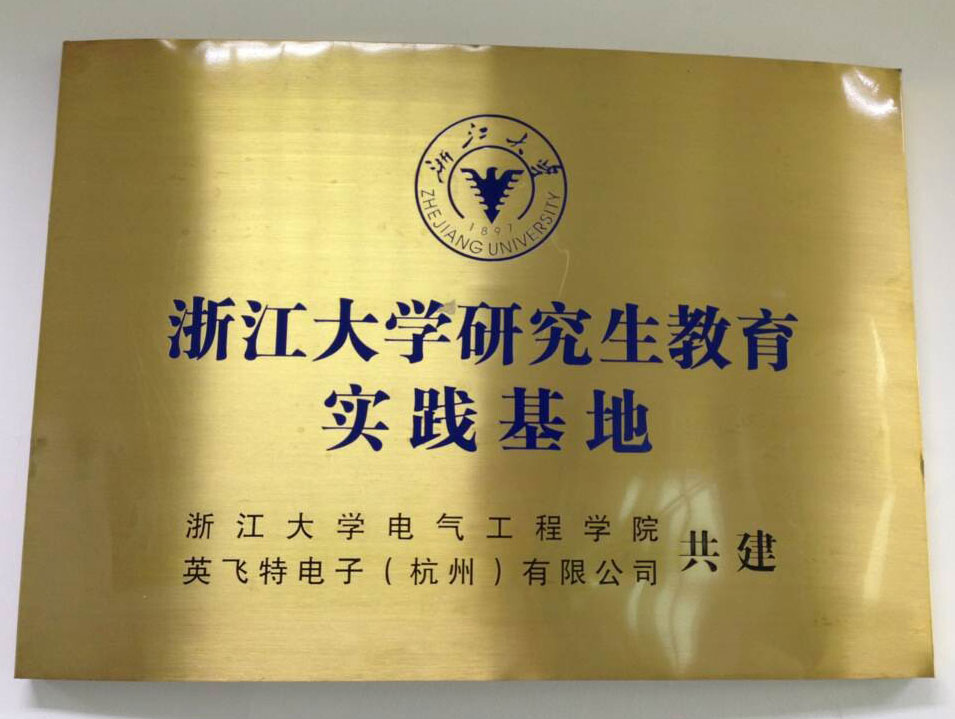 浙江大学
1897
ZHEJIANG UNIVERSITY
浙江大学研究生教育
实践基地
浙江大学电气工程学院
英飞特电子（杭州）有限公司
共建